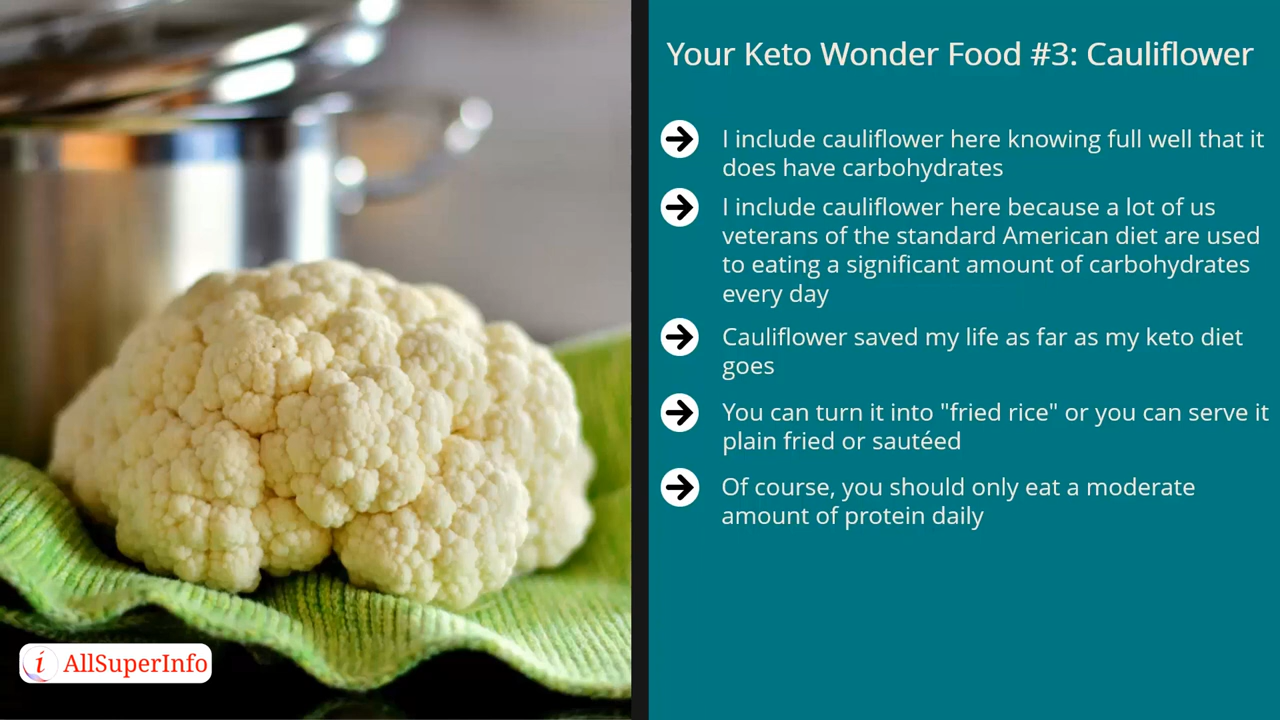 Your Keto Wonder Food #3: Cauliflower
I include cauliflower here knowing full well that it
does have carbohydrates
I include cauliflower here because a lot of us
veterans of the standard American diet are used
to eating a significant amount of carbohydrates
every day
Cauliflower saved my life as far as my keto diet
goes
You can turn it into "fried rice" or you can serve it
plain fried or sautéed
Of course, you should only eat a moderate
amount of protein daily
i AllSuperInfo